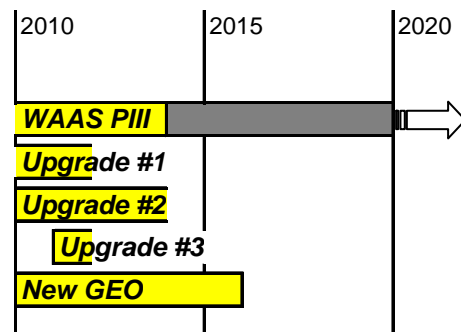 2010 2015 2020
WAAS PIII
Upgrade #1
Upgrade #2
Upgrade #3
New GEO